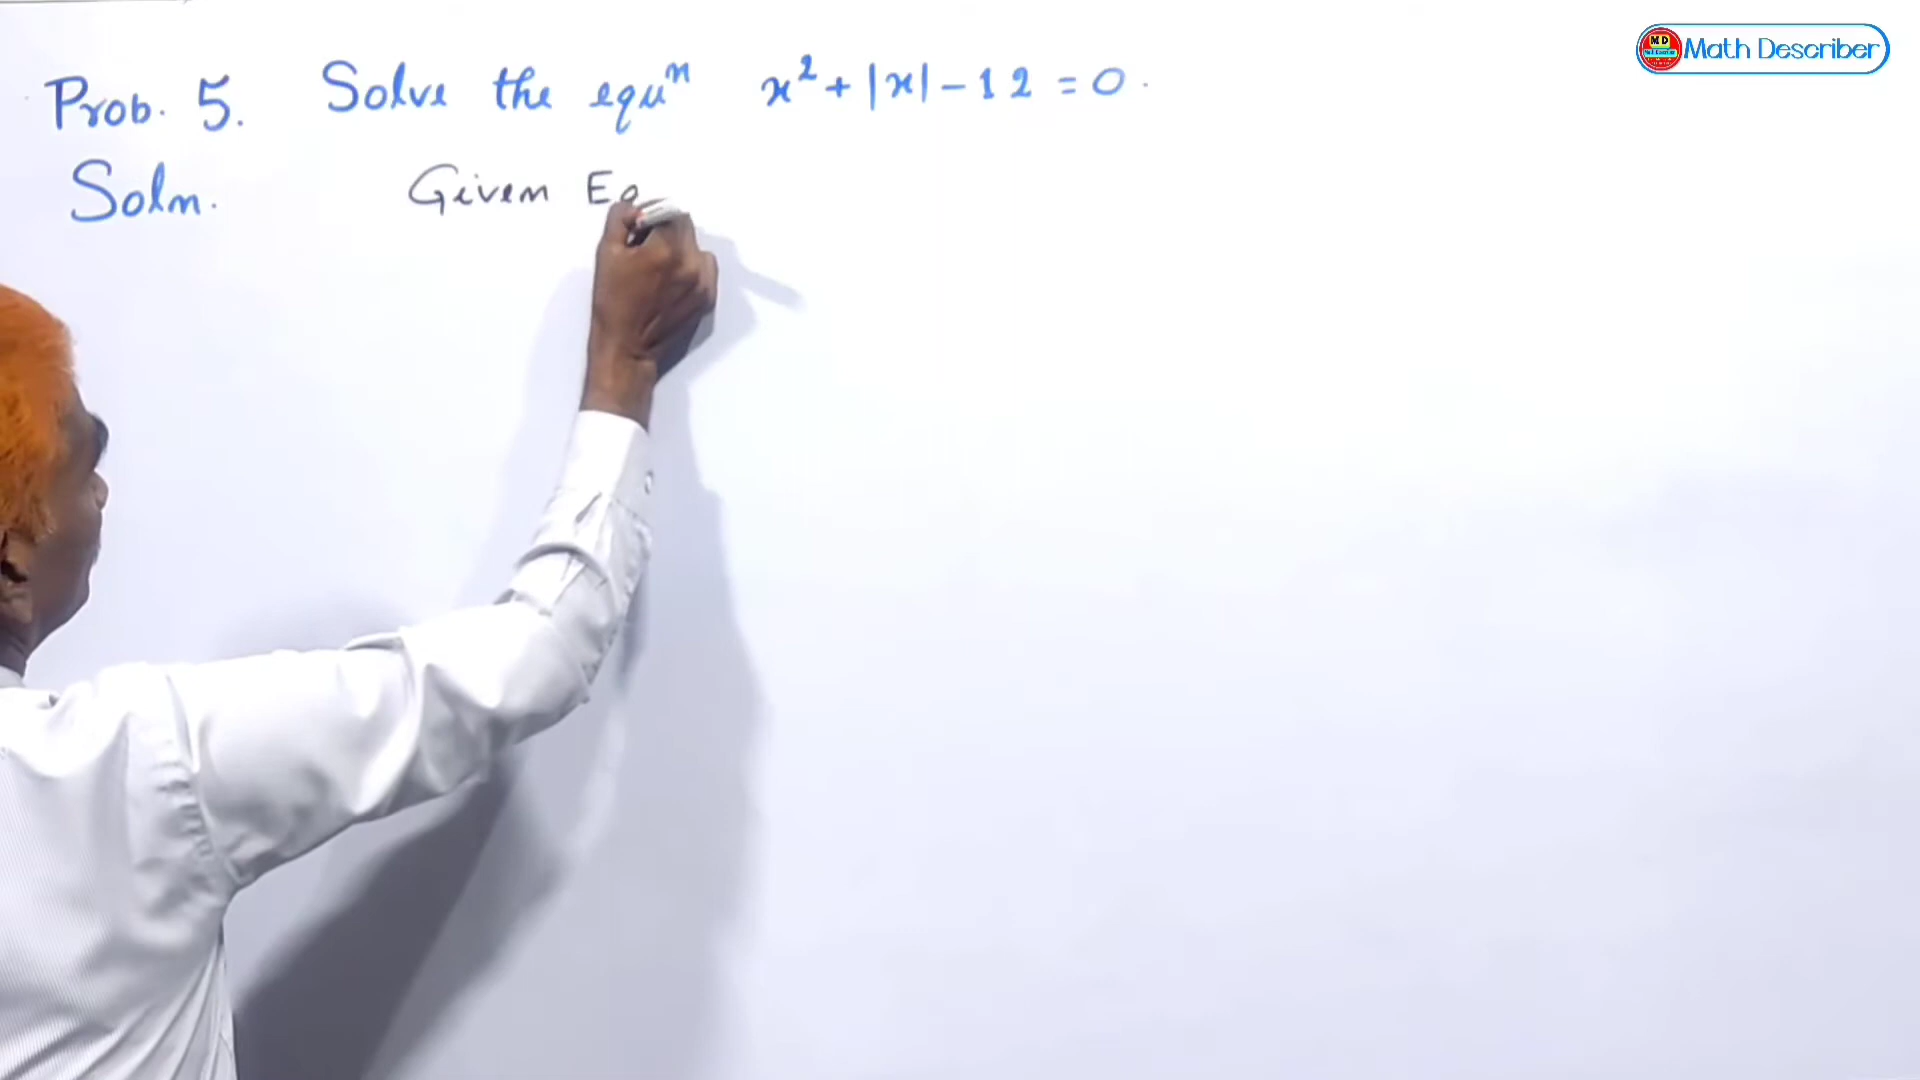 Math Describer
Prob. 5. Solve the equⁿ x² + |x| - 12 = 0.
Soln. Given Eq